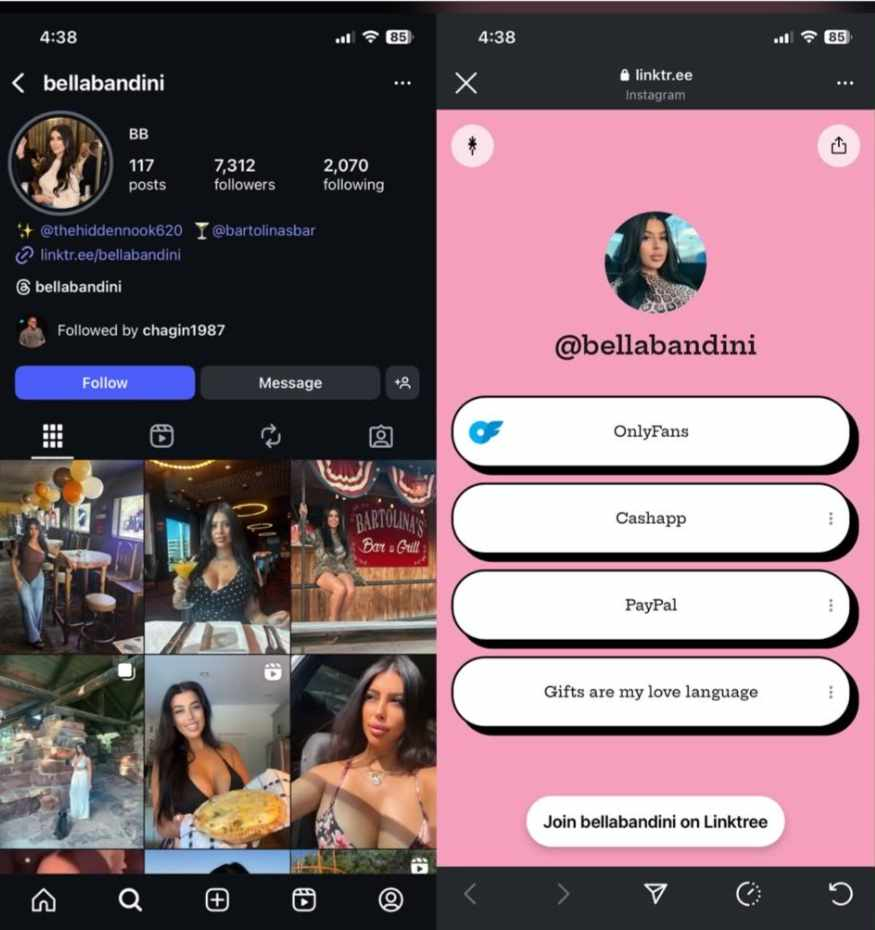 4:38
85
bellabandini
BB
117
posts
7,312
followers
2,070
following
✨ @thehiddennook620 🍸 @bartolinasbar
linktr.ee/bellabandini
bellabandini
Followed by chagin1987
Follow
Message
BARTOLINA'S
Bar & Grill
4:38
85
linktr.ee
Instagram
@bellabandini
OnlyFans
Cashapp
PayPal
Gifts are my love language
Join bellabandini on Linktree